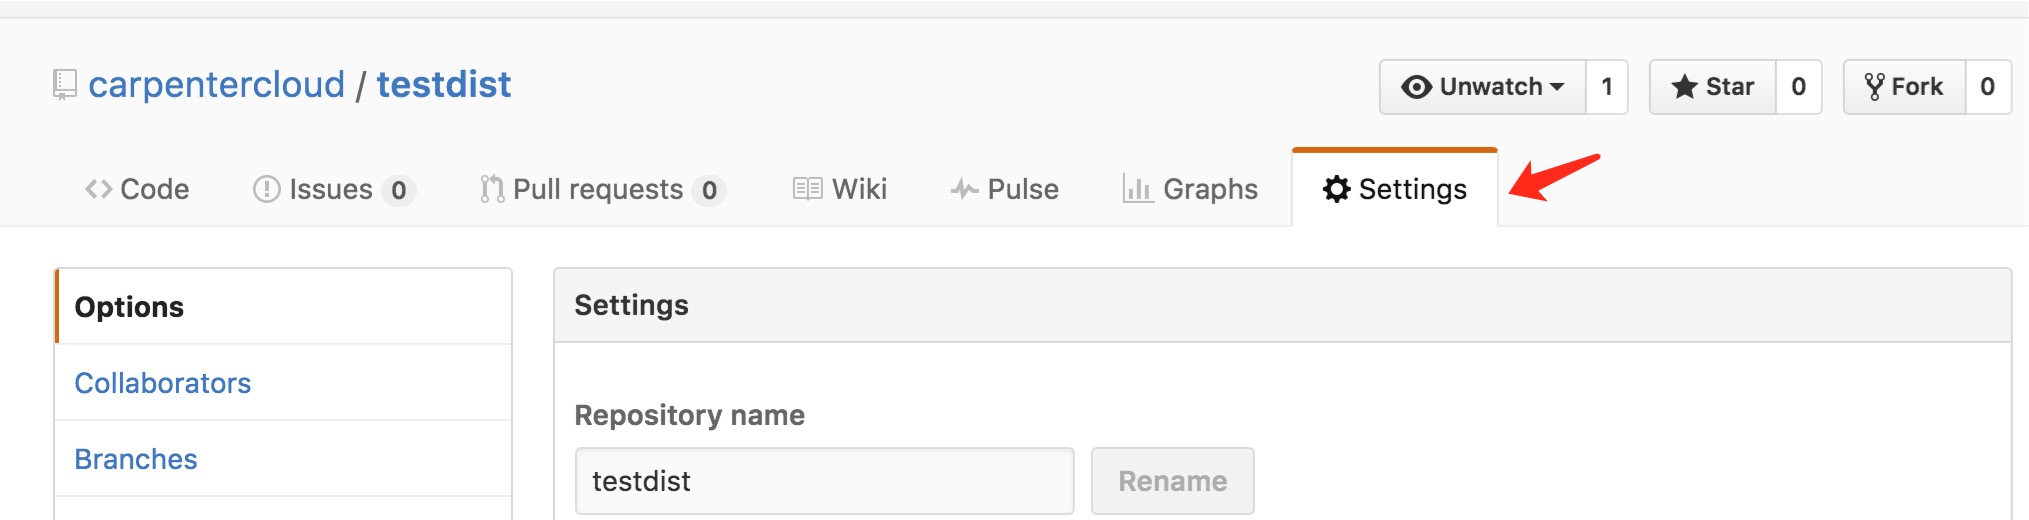 carpentercloud / testdist
Unwatch 1 Star 0 Fork 0
Code Issues 0 Pull requests 0 Wiki Pulse Graphs Settings
Options
Collaborators
Branches
Settings
Repository name
testdist Rename